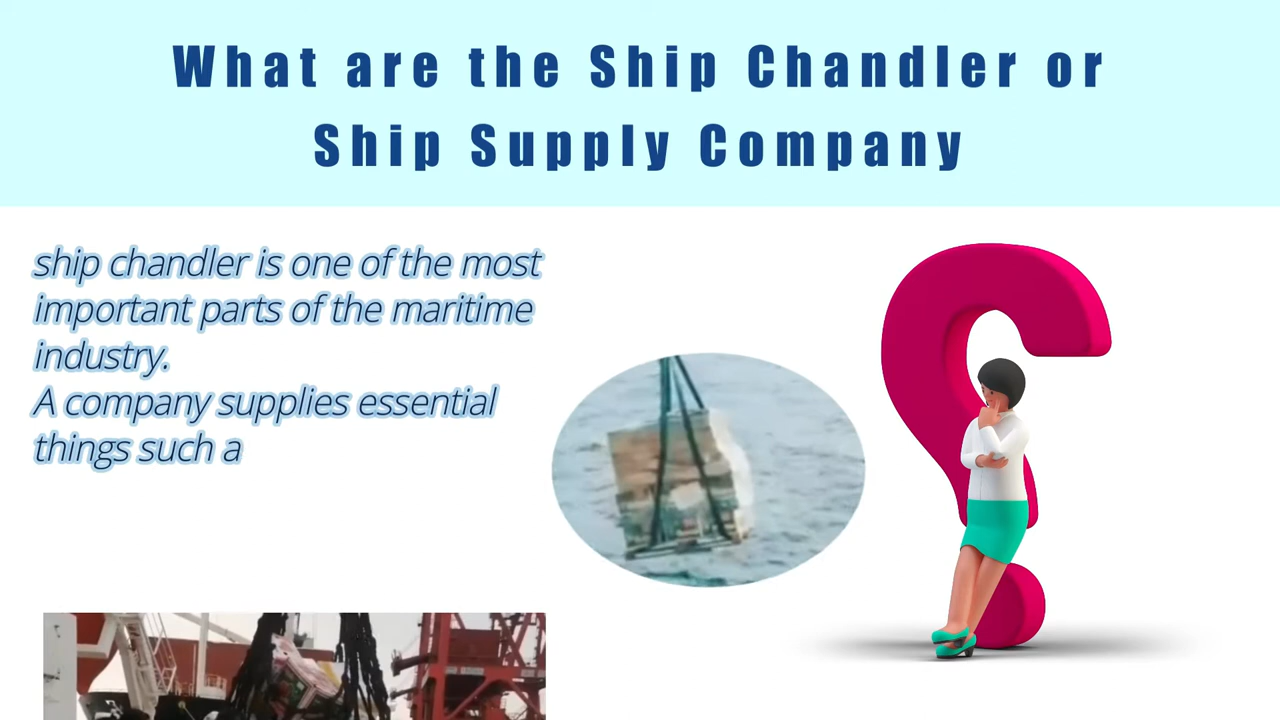 What are the Ship Chandler or
Ship Supply Company
ship chandler is one of the most
important parts of the maritime
industry.
A company supplies essential
things such a